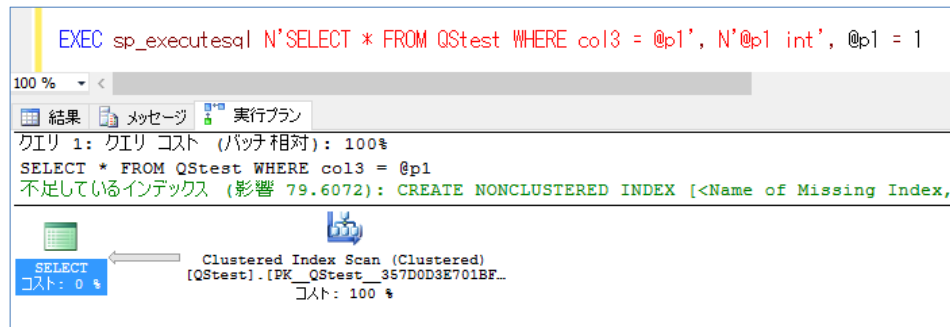 EXEC sp_executesql N'SELECT * FROM QStest WHERE col3 = @p1', N'@p1 int', @p1 = 1
100 %
結果 メッセージ 実行プラン
クエリ 1: クエリ コスト (バッチ相対): 100%
SELECT * FROM QStest WHERE col3 = @p1
不足しているインデックス (影響 79.6072): CREATE NONCLUSTERED INDEX [<Name of Missing Index,
SELECT
コスト: 0 %
Clustered Index Scan (Clustered)
[QStest].[PK__QStest__357D0D3E701BF…
コスト: 100 %